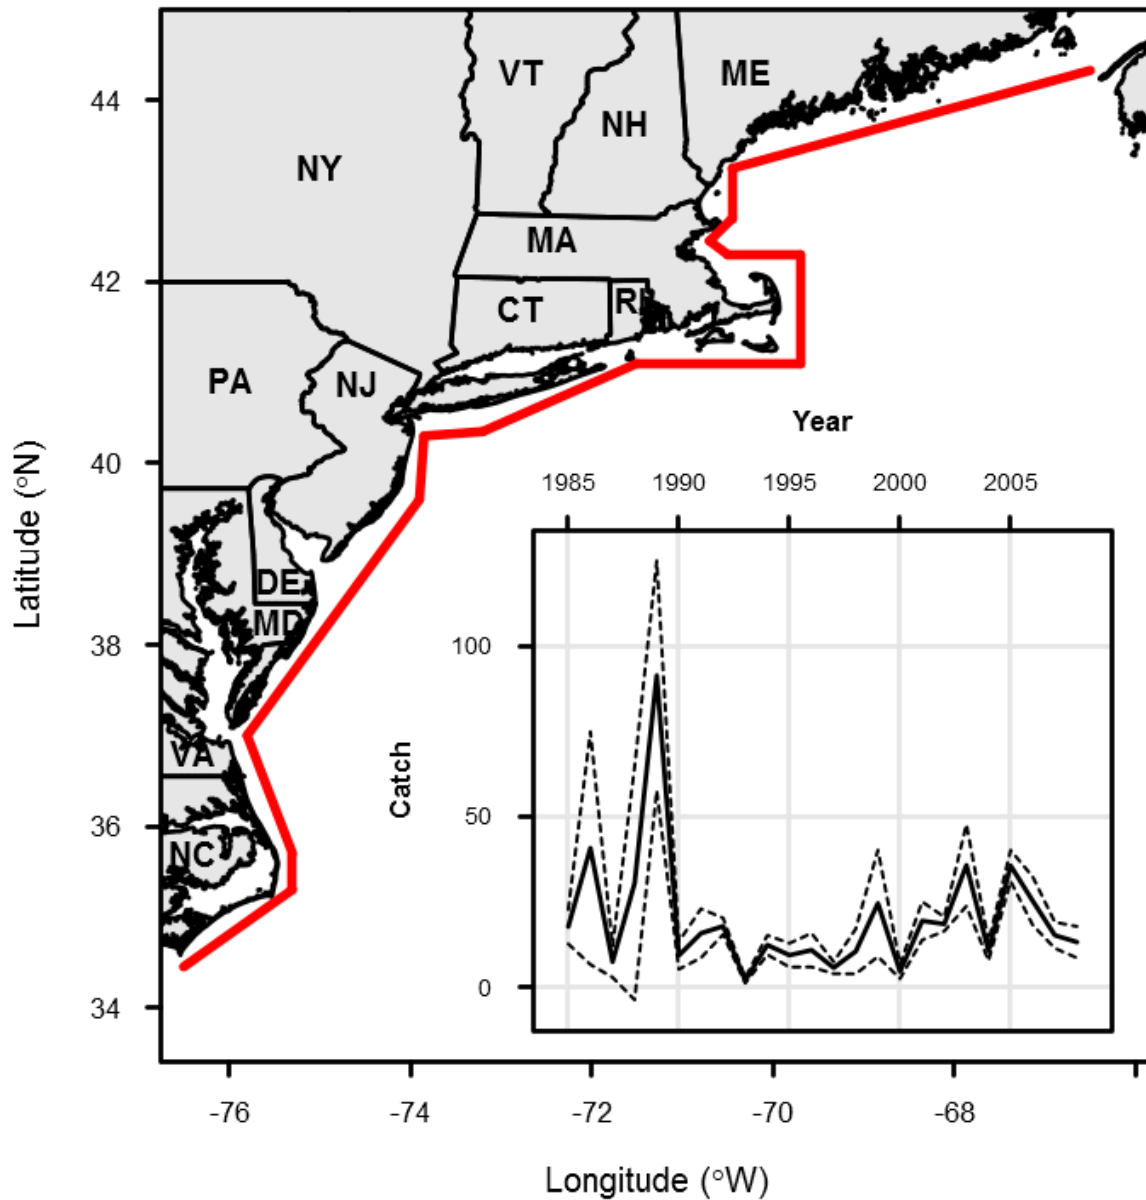 44
42
40
38
36
34
Latitude (°N)
VT
ME
NH
NY
MA
RI
CT
PA
NJ
DE
MD
VA
NC
Year
1985 1990 1995 2000 2005
Catch
100
50
0
-76 -74 -72 -70 -68
Longitude (°W)